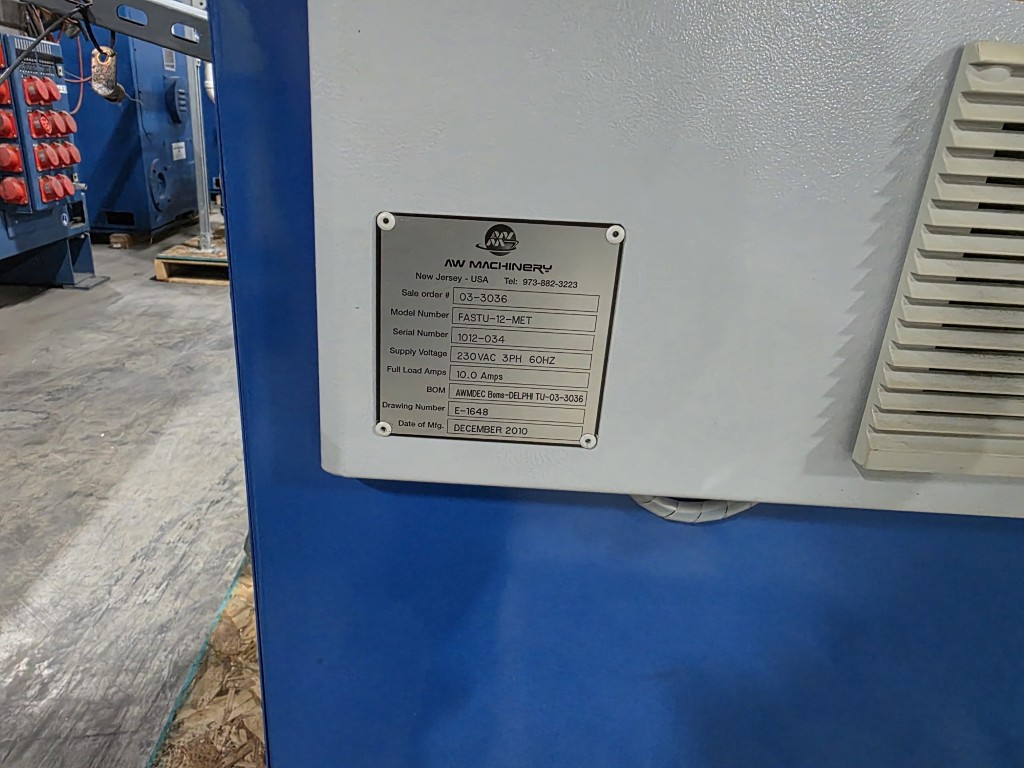 AW
AW MACHINERY
New Jersey - USA Tel: 973-882-3223
Sale order # 03-3036
Model Number FASTU-12-MET
Serial Number 1012-034
Supply Voltage 230VAC 3PH 60HZ
Full Load Amps 10.0 Amps
BOM AWMDEC Boms-DELPHI TU-03-3036
Drawing Number E-1648
Date of Mfg. DECEMBER 2010